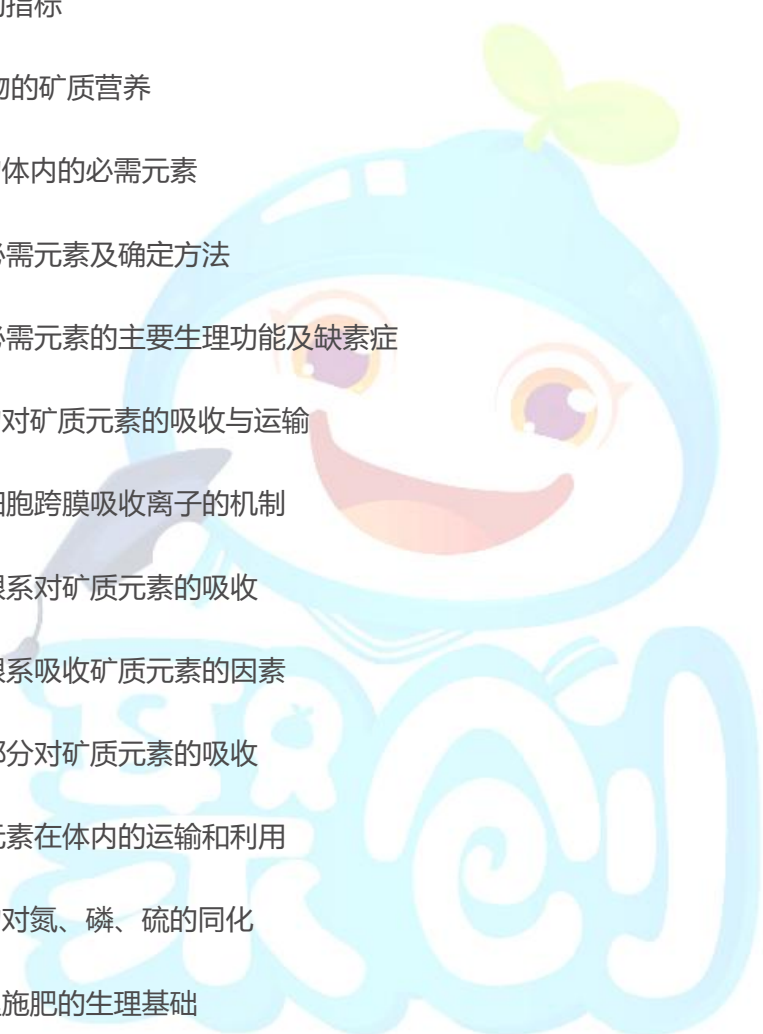 指标
物的矿质营养
体内的必需元素
必需元素及确定方法
必需元素的主要生理功能及缺素症
对矿质元素的吸收与运输
细胞跨膜吸收离子的机制
根系对矿质元素的吸收
根系吸收矿质元素的因素
部分对矿质元素的吸收
元素在体内的运输和利用
对氮、磷、硫的同化
施肥的生理基础
聚创